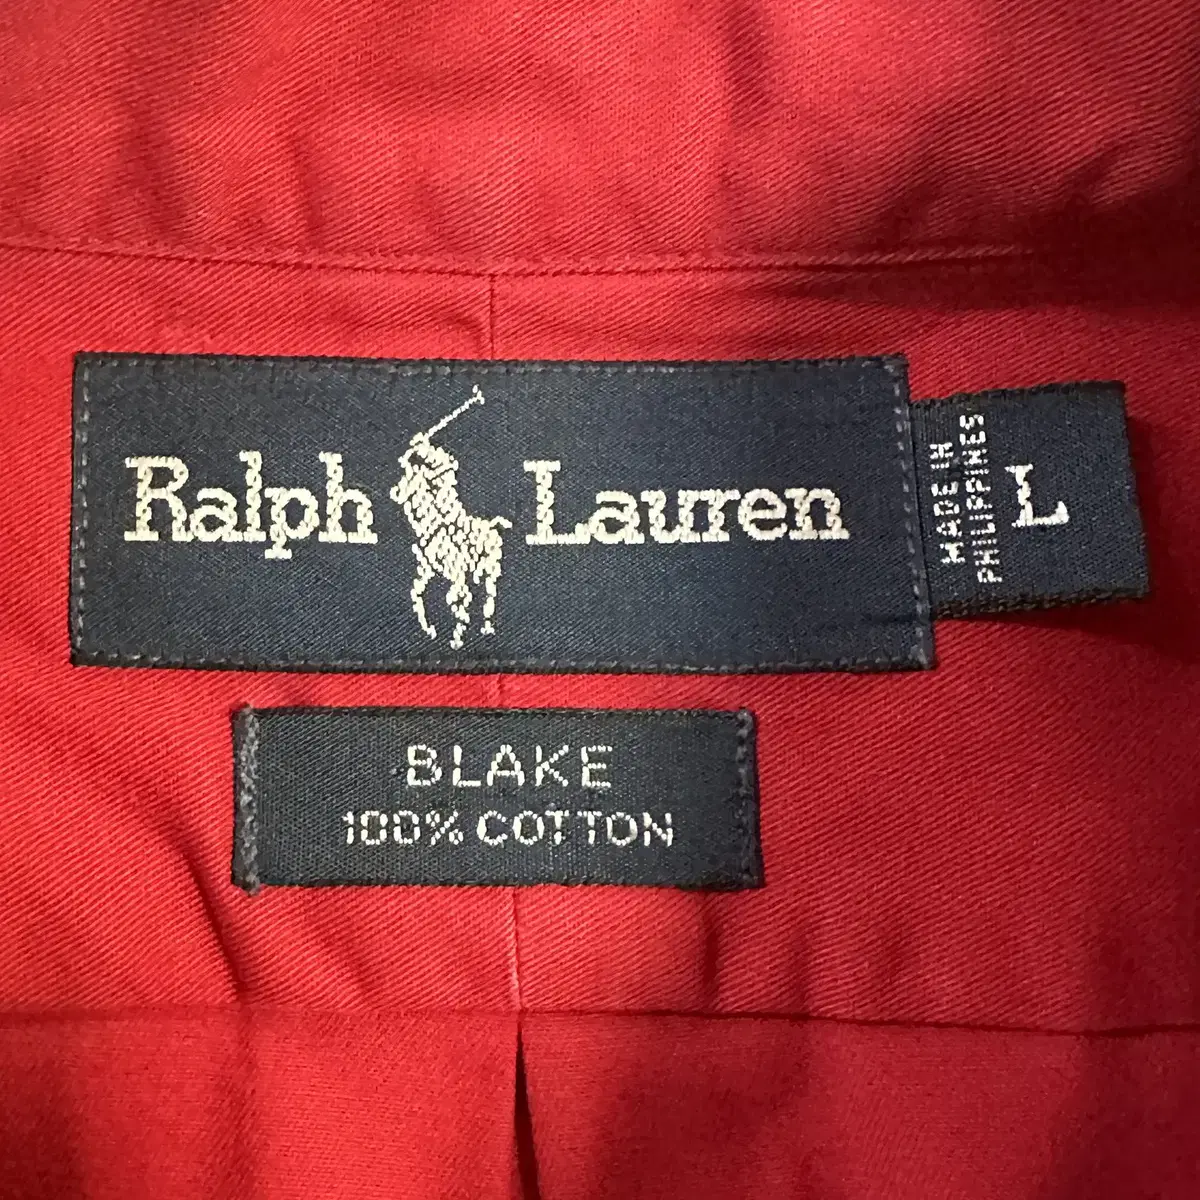 Ralph Lauren
MADE IN
PHILIPPINES
L
BLAKE
100% COTTON